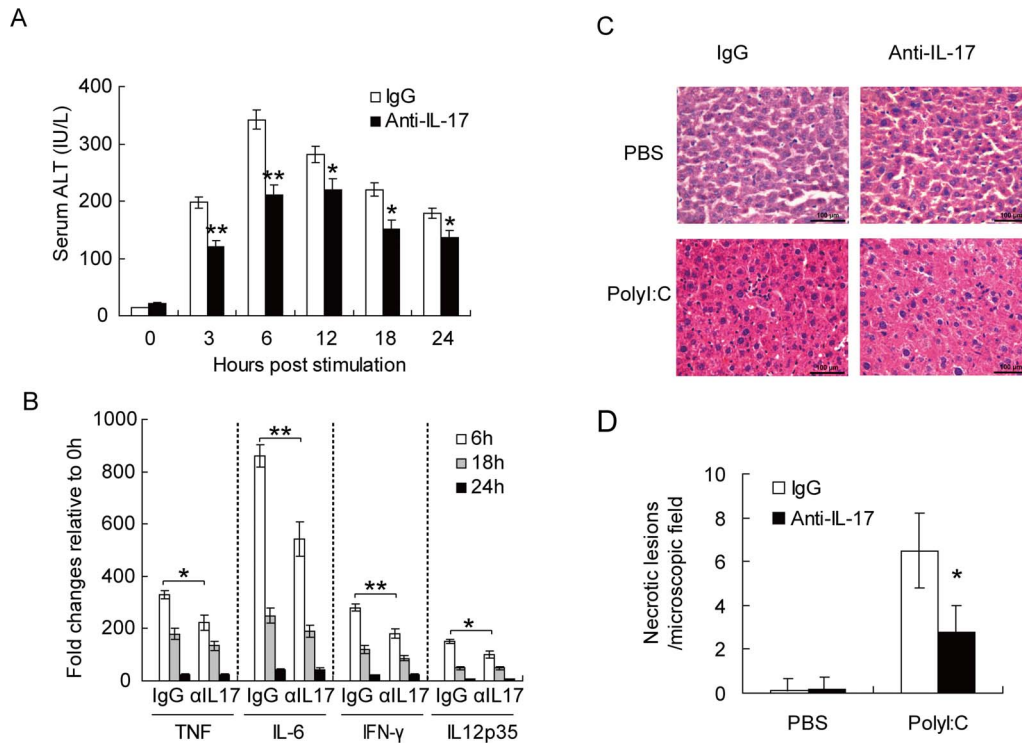 A
Serum ALT (IU/L)
400
300
200
100
0
IgG
Anti-IL-17
**
**
*
*
*
0 3 6 12 18 24
Hours post stimulation
B
Fold changes relative to 0h
1000
800
600
400
200
0
6h
18h
24h
*
**
**
*
IgG αIL17 IgG αIL17 IgG αIL17 IgG αIL17
TNF IL-6 IFN-γ IL12p35
C
IgG Anti-IL-17
PBS
100 μm 100 μm
PolyI:C
100 μm 100 μm
D
Necrotic lesions
/microscopic field
10
8
6
4
2
0
IgG
Anti-IL-17
*
PBS PolyI:C